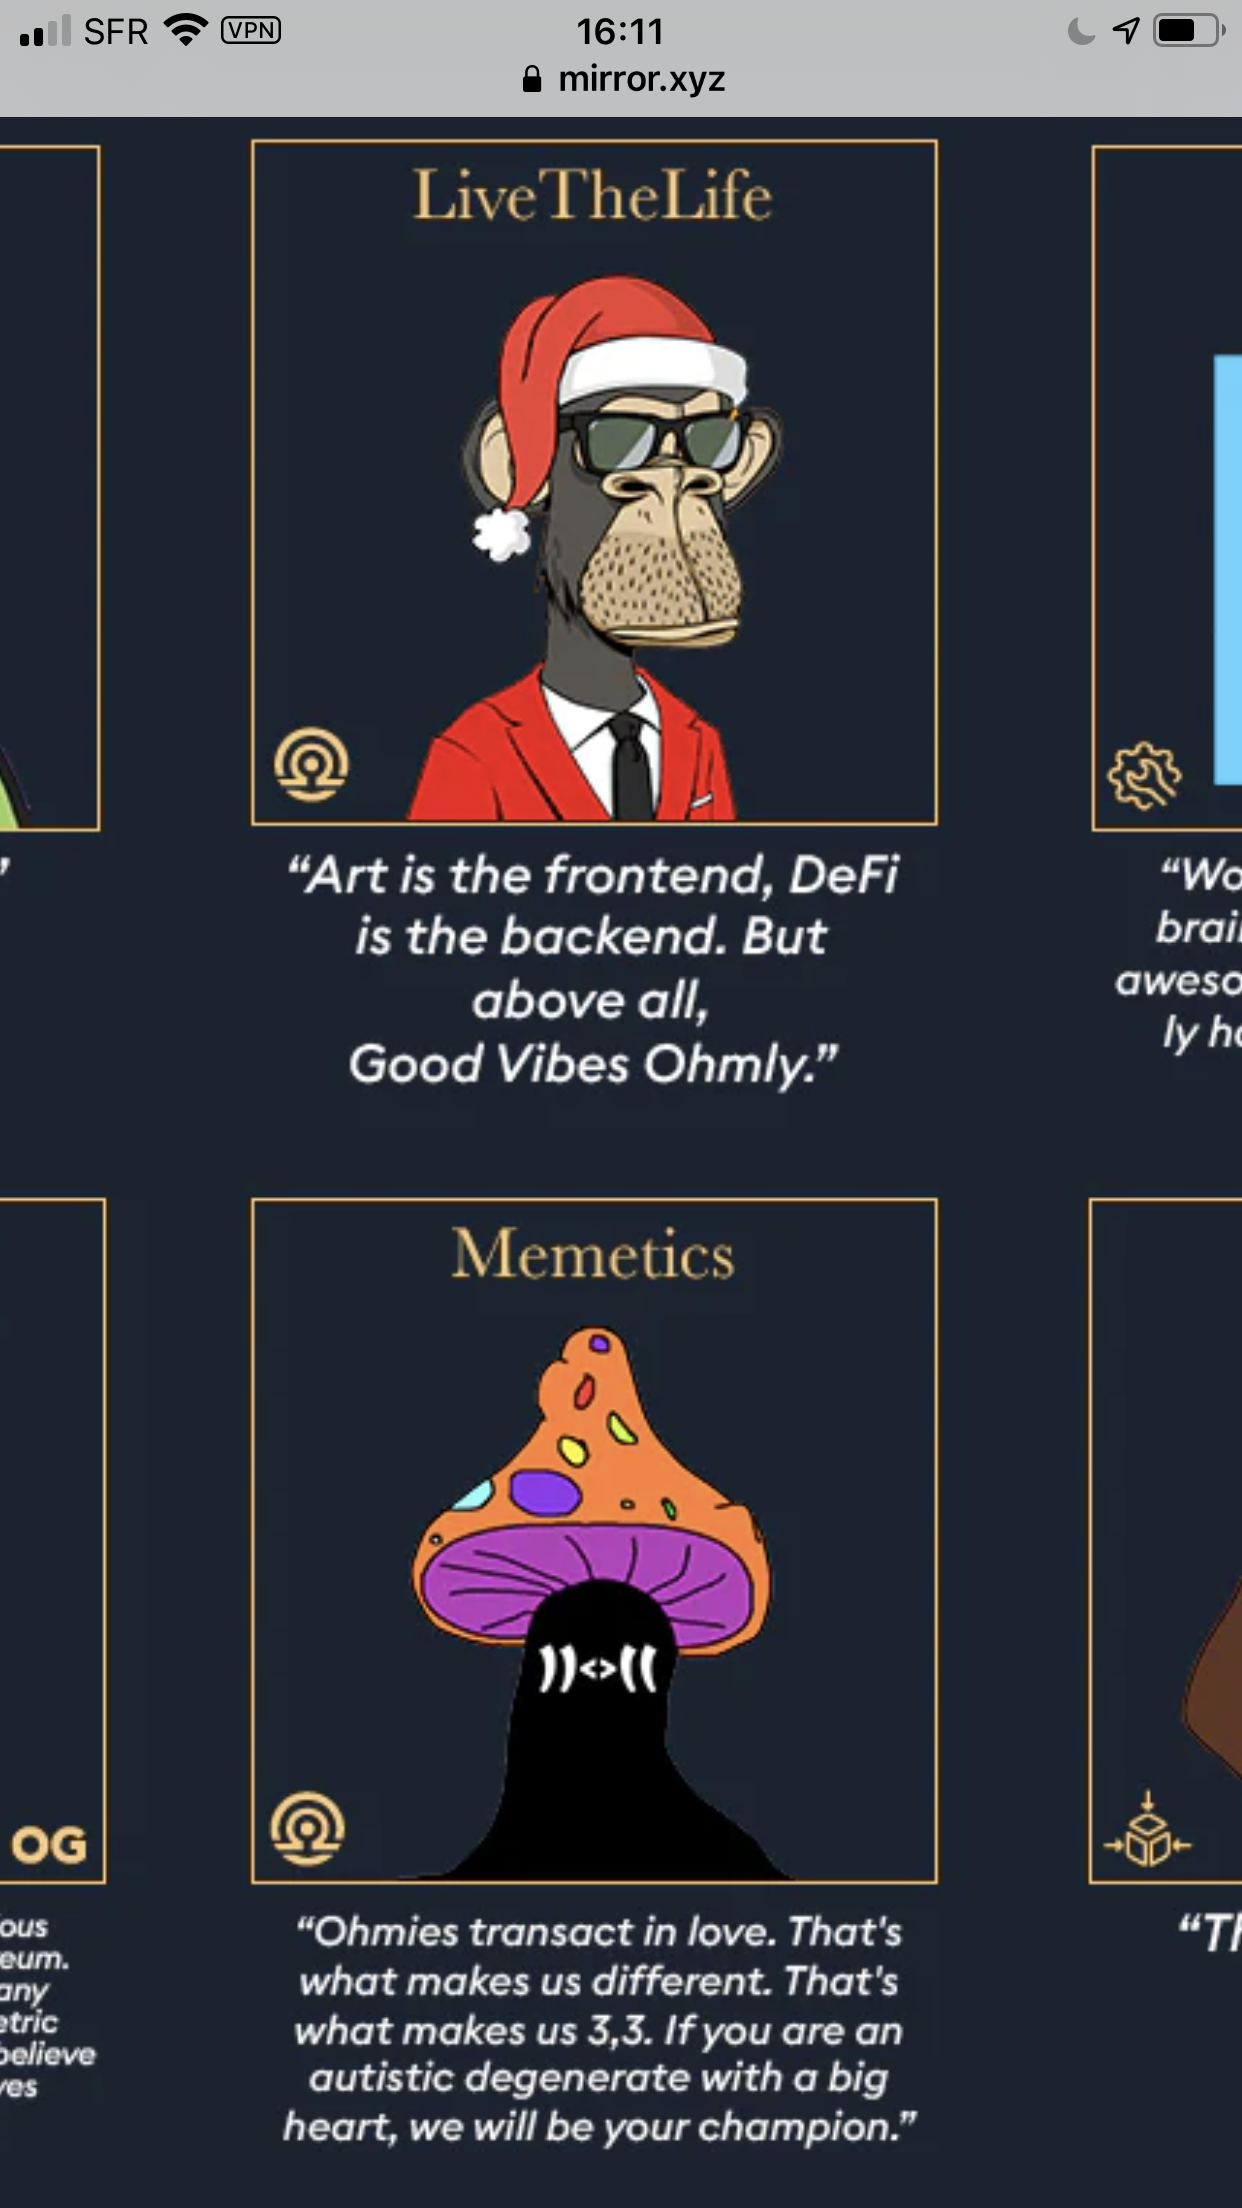 SFR VPN 16:11
mirror.xyz
LiveTheLife
”
“Art is the frontend, DeFi
is the backend. But
above all,
Good Vibes Ohmly.”
“Wo
brai
aweso
ly ho
Memetics
))<>((
OG
ous
eum.
any
etric
believe
ves
“Ohmies transact in love. That's
what makes us different. That's
what makes us 3,3. If you are an
autistic degenerate with a big
heart, we will be your champion.”
“Th